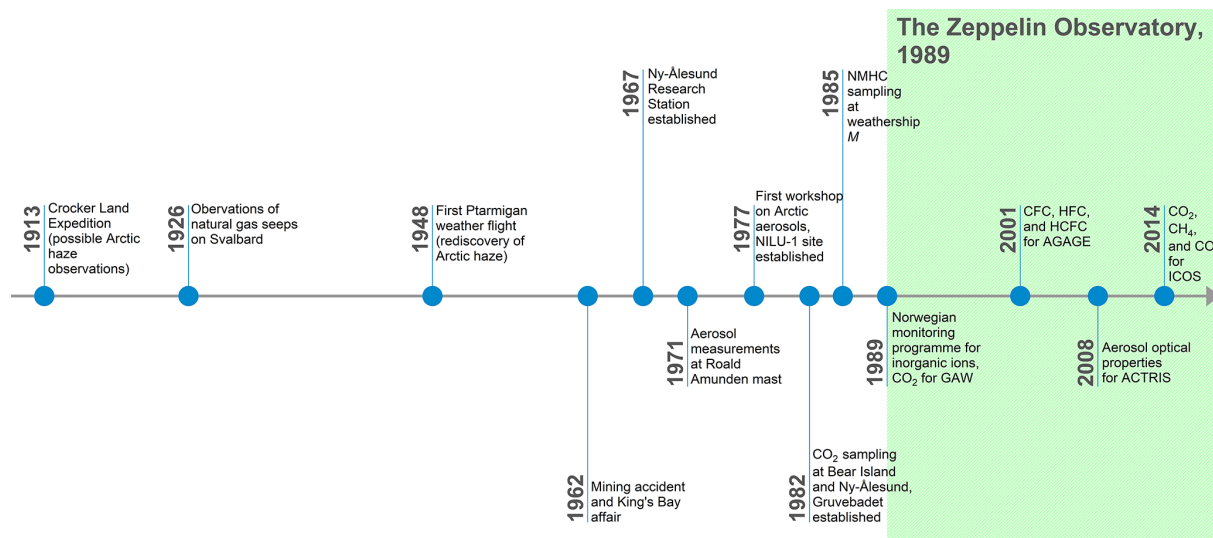 The Zeppelin Observatory,
1989
1913
Crocker Land
Expedition
(possible Arctic
haze
observations)
1926
Obervations of
natural gas seeps
on Svalbard
1948
First Ptarmigan
weather flight
(rediscovery of
Arctic haze)
1962
Mining accident
and King's Bay
affair
1967
Ny-Ålesund
Research
Station
established
1971
Aerosol
measurements
at Roald
Amunden mast
1977
First workshop
on Arctic
aerosols,
NILU-1 site
established
1982
CO₂ sampling
at Bear Island
and Ny-Ålesund,
Gruvebadet
established
1985
NMHC
sampling
at
weathership
M
1989
Norwegian
monitoring
programme for
inorganic ions,
CO₂ for GAW
2001
CFC, HFC,
and HCFC
for AGAGE
2008
Aerosol optical
properties
for ACTRIS
2014
CO₂,
CH₄,
and CO
for
ICOS